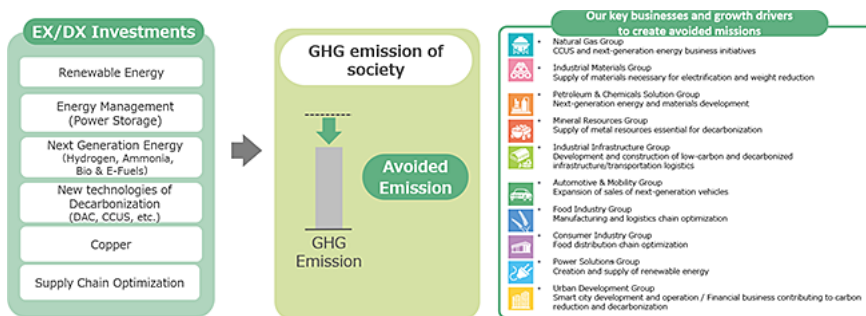 EX/DX Investments
Renewable Energy
Energy Management
(Power Storage)
Next Generation Energy
(Hydrogen, Ammonia,
Bio & E-Fuels)
New technologies of
Decarbonization
(DAC, CCUS, etc.)
Copper
Supply Chain Optimization
GHG emission of
society
Avoided
Emission
GHG
Emission
Our key businesses and growth drivers
to create avoided missions
Natural Gas Group
CCUS and next-generation energy business initiatives
Industrial Materials Group
Supply of materials necessary for electrification and weight reduction
Petroleum & Chemicals Solution Group
Next-generation energy and materials development
Mineral Resources Group
Supply of metal resources essential for decarbonization
Industrial Infrastructure Group
Development and construction of low-carbon and decarbonized
infrastructure/transportation logistics
Automotive & Mobility Group
Expansion of sales of next-generation vehicles
Food Industry Group
Manufacturing and logistics chain optimization
Consumer Industry Group
Food distribution chain optimization
Power Solutions Group
Creation and supply of renewable energy
Urban Development Group
Smart city development and operation / Financial business contributing to carbon
reduction and decarbonization